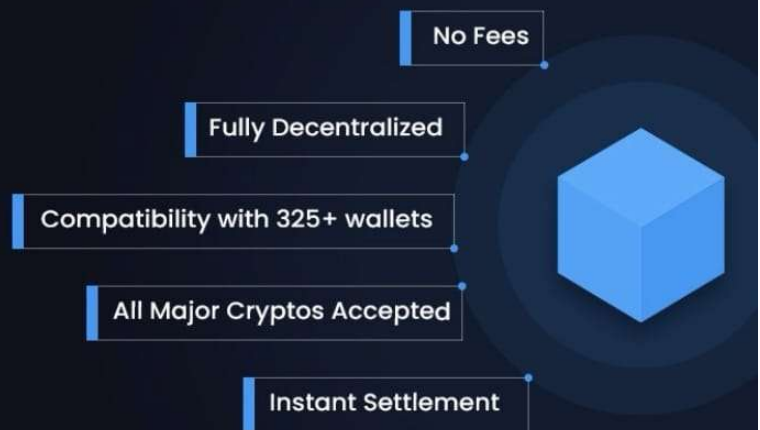 No Fees
Fully Decentralized
Compatibility with 325+ wallets
All Major Cryptos Accepted
Instant Settlement